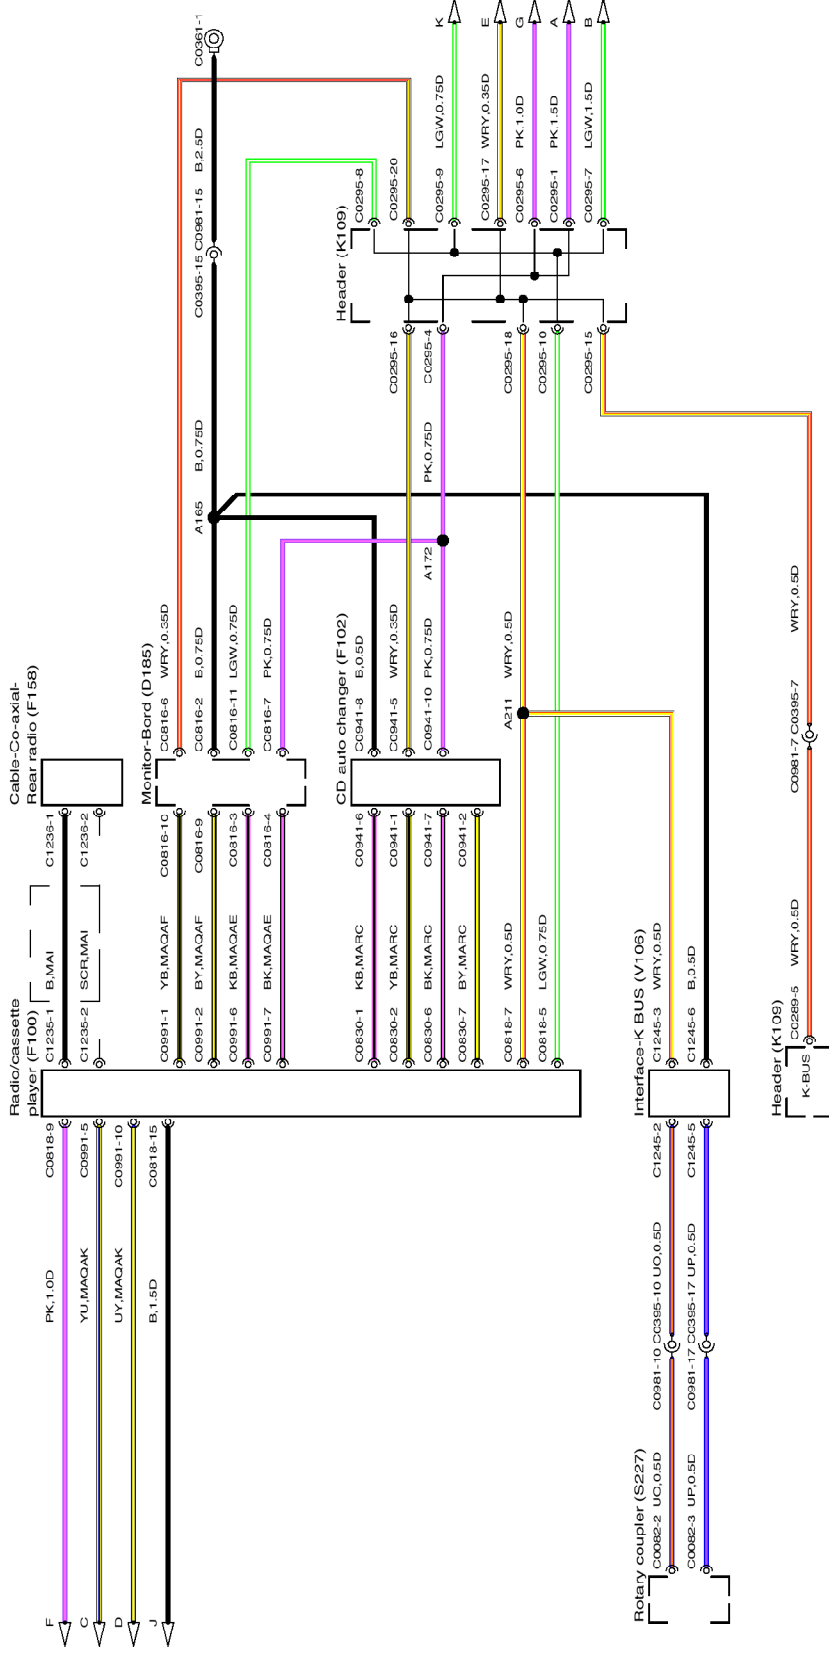 Radio/cassette
player (F100)
Cable-Co-axial-
Rear radio (F158)
F PK,1.0D C0818-9 C1235-1 B,MAI C1236-1
C YU,MAQAK C0991-5 C1235-2 SCR,MAI C1236-2
D UY,MAQAK C0991-10
Monitor-Bord (D185)
J B,1.5D C0818-15
C0991-1 YB,MAQAF C0816-10 C0816-6 WRY,0.35D
C0991-2 BY,MAQAF C0816-9 C0816-2 B,0.75D A165 B,0.75D C0395-15 C0981-15 B,2.5D C0361-1
C0991-6 KB,MAQAE C0816-3 C0816-11 LGW,0.75D
C0991-7 BK,MAQAE C0816-4 C0816-7 PK,0.75D
CD auto changer (F102)
Header (K109)
C0830-1 KB,MARC C0941-6 C0941-8 B,0.5D C0295-8
C0830-2 YB,MARC C0941-1 C0941-5 WRY,0.35D C0295-16 C0295-20
C0830-6 BK,MARC C0941-7 C0941-10 PK,0.75D A172 PK,0.75D C0295-4 C0295-9 LGW,0.75D K
C0830-7 BY,MARC C0941-2
C0295-17 WRY,0.35D E
C0818-7 WRY,0.5D A211 WRY,0.5D C0295-18 C0295-6 PK,1.0D G
C0818-5 LGW,0.75D C0295-10 C0295-1 PK,1.5D A
C0295-15 C0295-7 LGW,1.5D B
Rotary coupler (S227)
Interface-K BUS (V106)
C0082-2 UO,0.5D C0981-10 C0395-10 UO,0.5D C1245-2 C1245-3 WRY,0.5D
C0082-3 UP,0.5D C0981-17 C0395-17 UP,0.5D C1245-5 C1245-6 B,0.5D
Header (K109)
C0289-5 WRY,0.5D C0981-7 C0395-7 WRY,0.5D
K-BUS